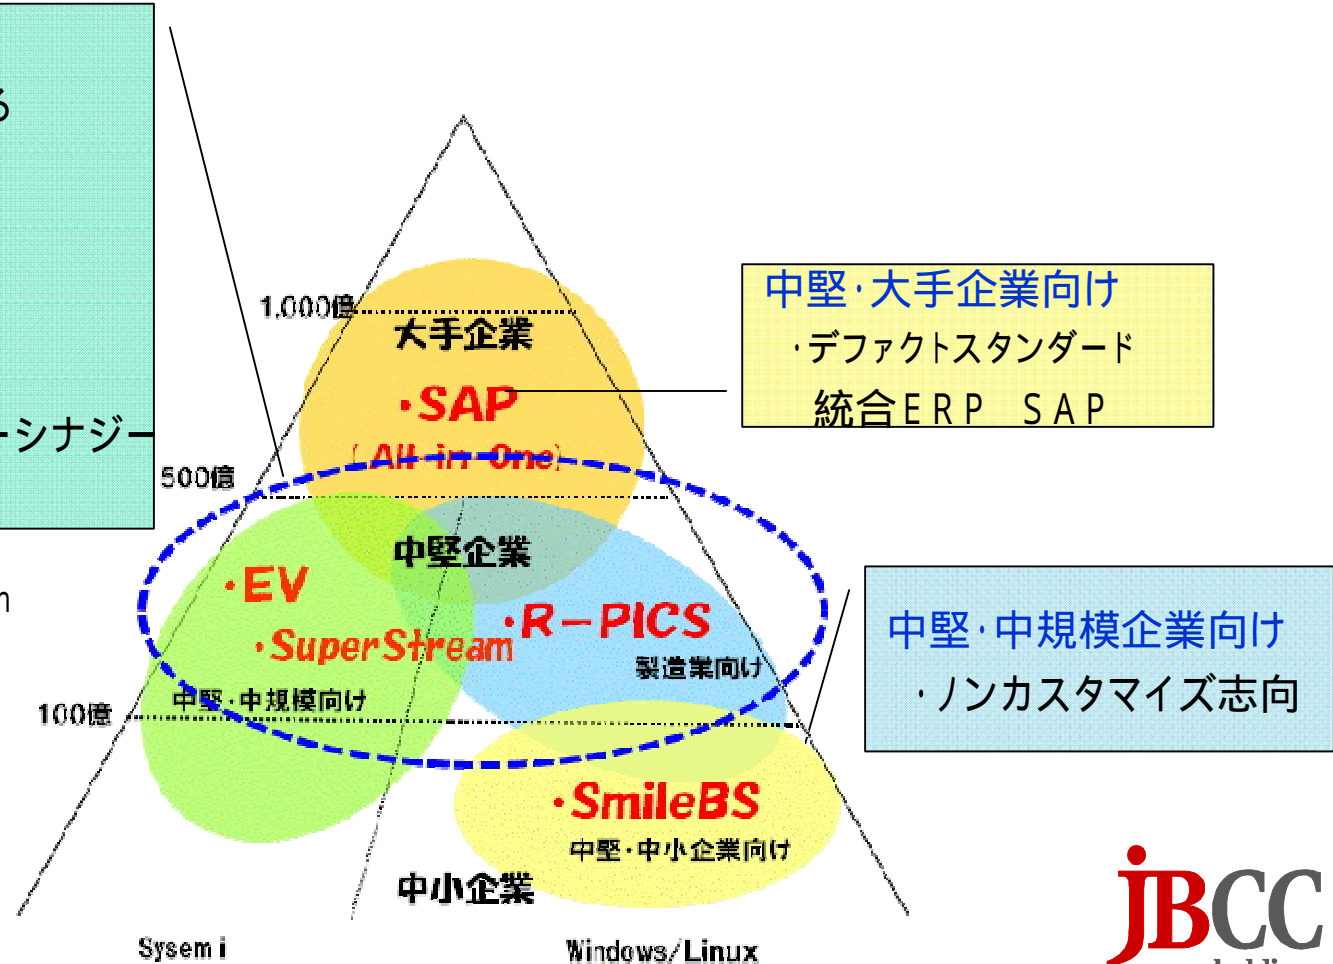 る
ーシナジー
1,000億
大手企業
・SAP
(All-in-One)
中堅・大手企業向け
・デファクトスタンダード
統合ERP　SAP
500億
中堅企業
・EV
・SuperStream
中堅・中規模向け
・R－PICS
製造業向け
中堅・中規模企業向け
・ノンカスタマイズ志向
100億
・SmileBS
中堅・中小企業向け
中小企業
Sysem i
Windows/Linux
JBCC